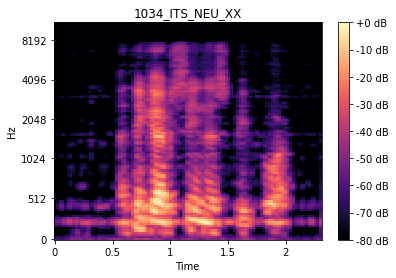 1034_ITS_NEU_XX
+0 dB
8192
-10 dB
4096
-20 dB
-30 dB
2048
Hz
-40 dB
1024
-50 dB
512
-60 dB
-70 dB
0
-80 dB
0
0.5
1
1.5
2
Time